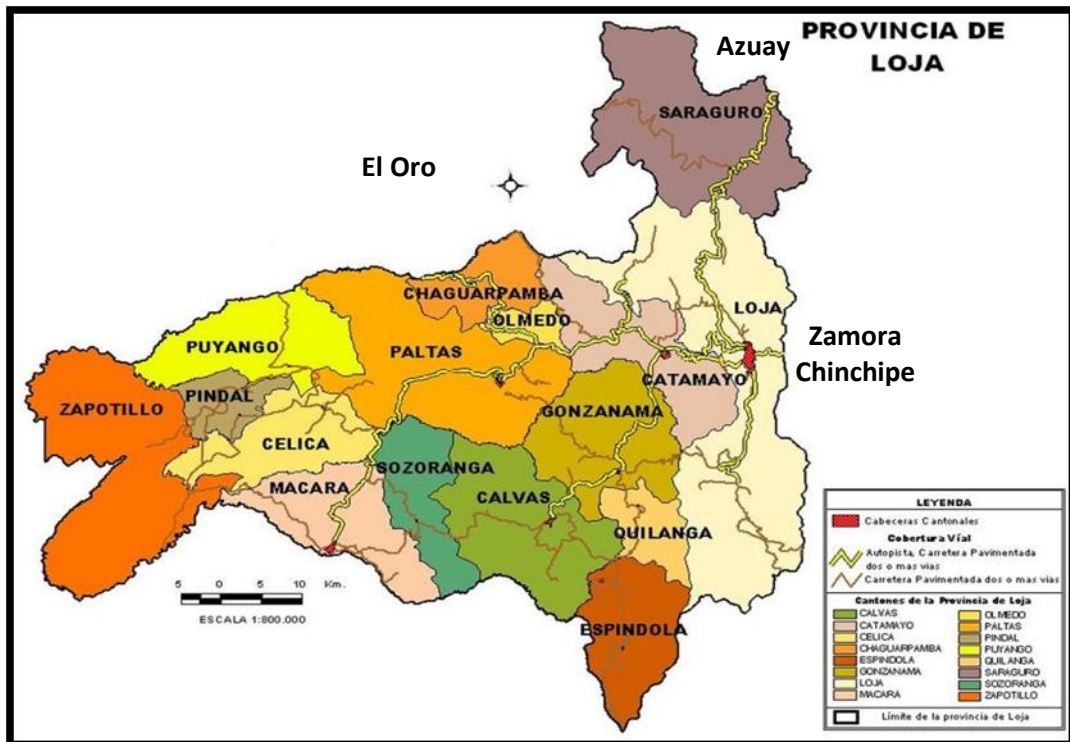 PROVINCIA DE
LOJA
Azuay
SARAGURO
El Oro
CHAGUARPAMBA
OLMEDO
LOJA
PUYANGO
PALTAS
Zamora
Chinchipe
PINDAL
CATAMAYO
ZAPOTILLO
GONZANAMA
CELICA
SOZORANGA
MACARA
CALVAS
QUILANGA
ESPINDOLA
5 0 5 10 Km.
ESCALA 1:800.000
LEYENDA
Cabeceras Cantonales
Cobertura Víal
Autopista, Carretera Pavimentada
dos o mas vias
Carretera Pavimentada dos o mas vias
Cantones de la Provincia de Loja
CALVAS OLMEDO
CATAMAYO PALTAS
CELICA PINDAL
CHAGUARPAMBA PUYANGO
ESPINDOLA QUILANGA
GONZANAMA SARAGURO
LOJA SOZORANGA
MACARA ZAPOTILLO
Límite de la provincia de Loja